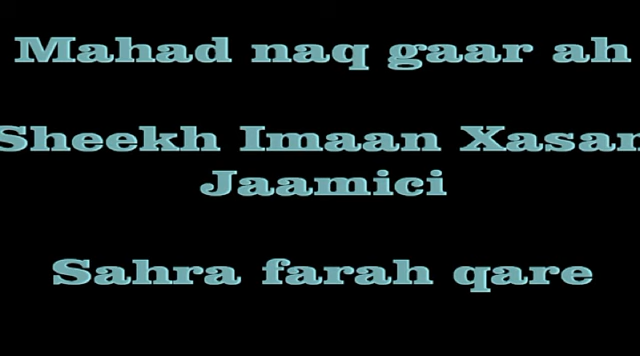 Mahad naq gaar ah
Sheekh Imaan Xasan
Jaamici
Sahra farah qare